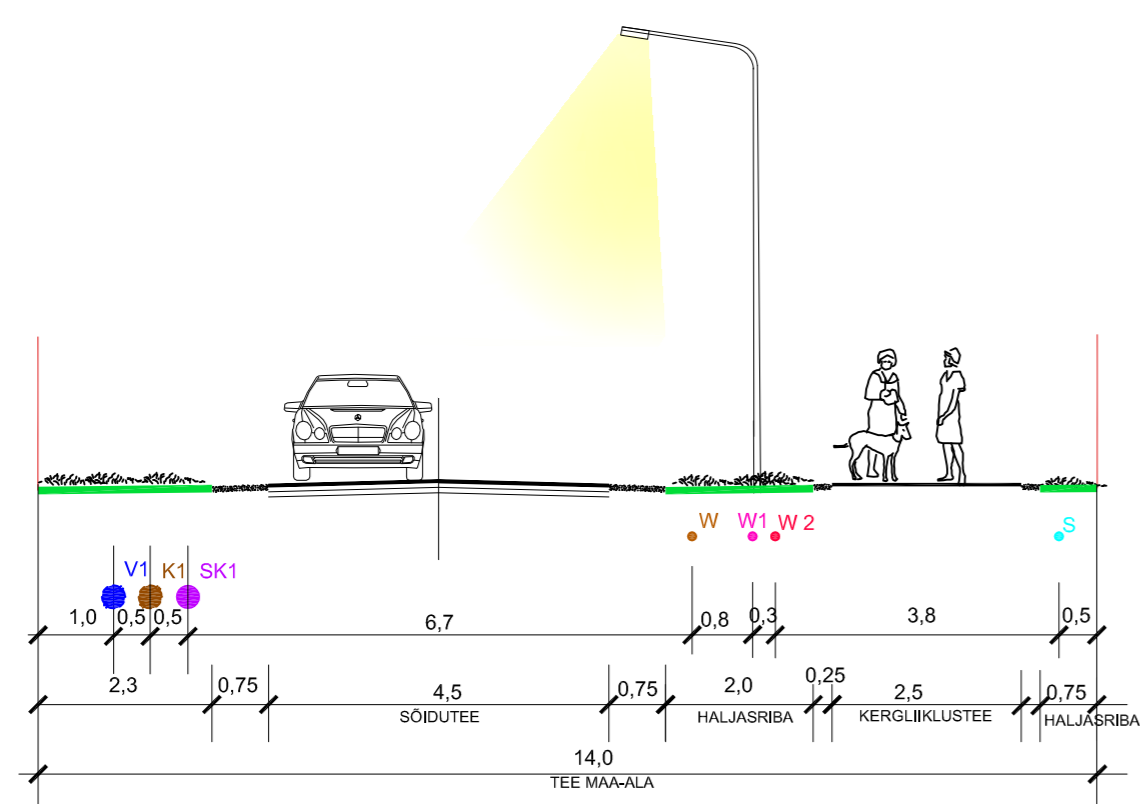 W W1 W 2 S
V1 K1 SK1
1,0 0,5 0,5 6,7 0,8 0,3 3,8 0,5
2,3 0,75 4,5 0,75 2,0 0,25 2,5 0,75
SÕIDUTEE HALJASRIBA KERGLIIKLUSTEE HALJASRIBA
14,0
TEE MAA-ALA